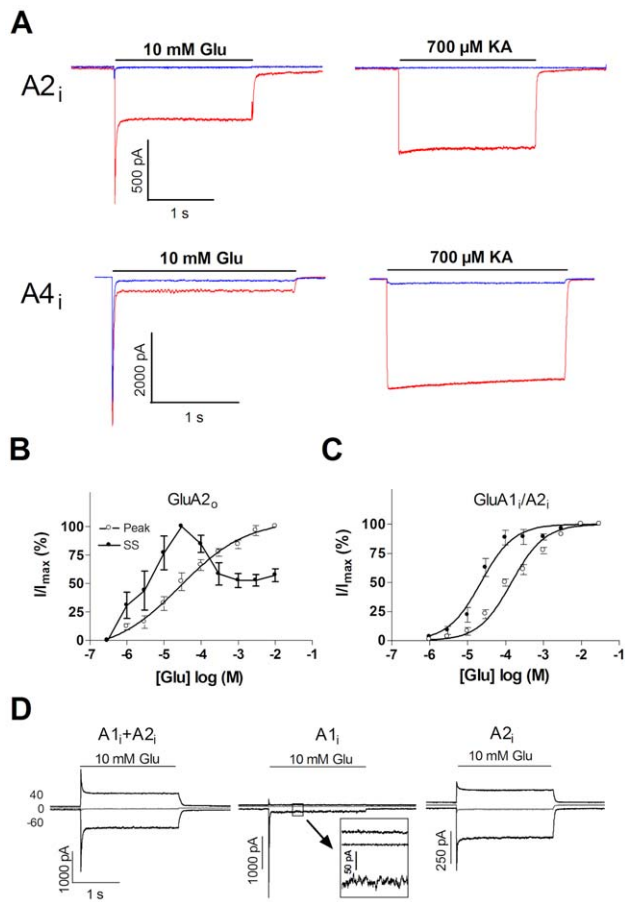 A
10 mM Glu
700 µM KA
A2i
500 pA
1 s
10 mM Glu
700 µM KA
A4i
2000 pA
1 s
B
GluA2o
Peak
SS
I/Imax (%)
100
75
50
25
0
-7 -6 -5 -4 -3 -2 -1
[Glu] log (M)
C
GluA1i/A2i
I/Imax (%)
100
75
50
25
0
-7 -6 -5 -4 -3 -2 -1
[Glu] log (M)
D
A1i+A2i
10 mM Glu
40
0
-60
1000 pA
1 s
A1i
10 mM Glu
1000 pA
50 pA
A2i
10 mM Glu
250 pA